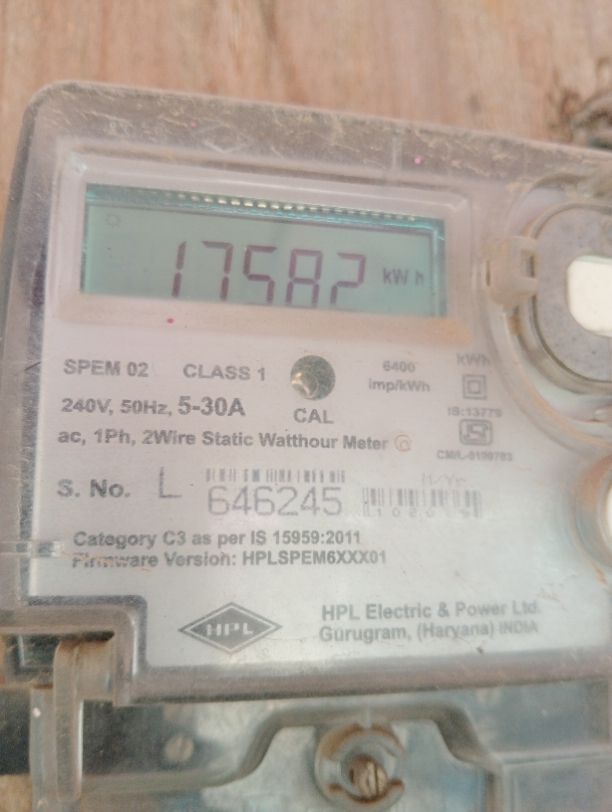 17582 kWh
SPEM 02 CLASS 1 6400 imp/kWh kWh
240V, 50Hz, 5-30A CAL IS:13779
ac, 1Ph, 2Wire Static Watthour Meter
S. No. L 646245 M/Yr
Category C3 as per IS 15959:2011
Firmware Version: HPLSPEM6XXX01
HPL
HPL Electric & Power Ltd.
Gurugram, (Haryana) INDIA